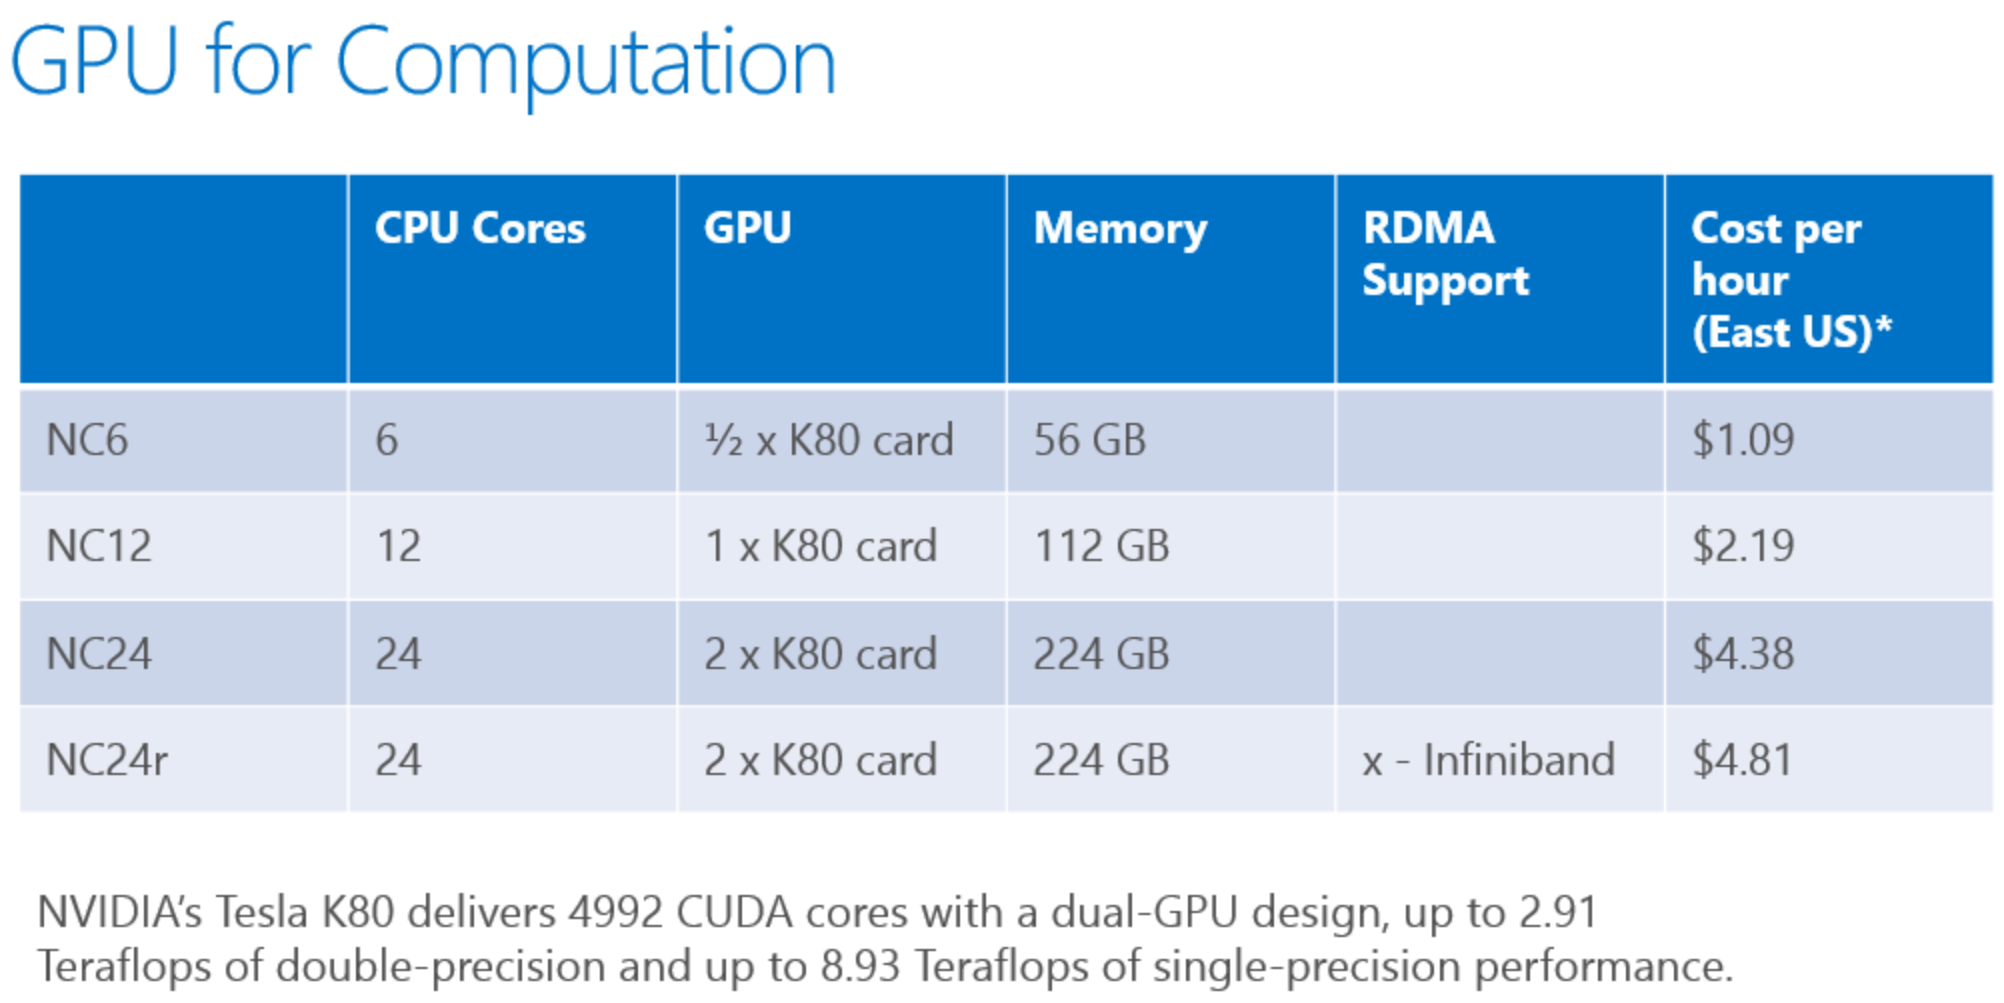 GPU for Computation
CPU Cores GPU Memory RDMA Support Cost per hour (East US)*
NC6 6 ½ x K80 card 56 GB $1.09
NC12 12 1 x K80 card 112 GB $2.19
NC24 24 2 x K80 card 224 GB $4.38
NC24r 24 2 x K80 card 224 GB x - Infiniband $4.81
NVIDIA's Tesla K80 delivers 4992 CUDA cores with a dual-GPU design, up to 2.91
Teraflops of double-precision and up to 8.93 Teraflops of single-precision performance.